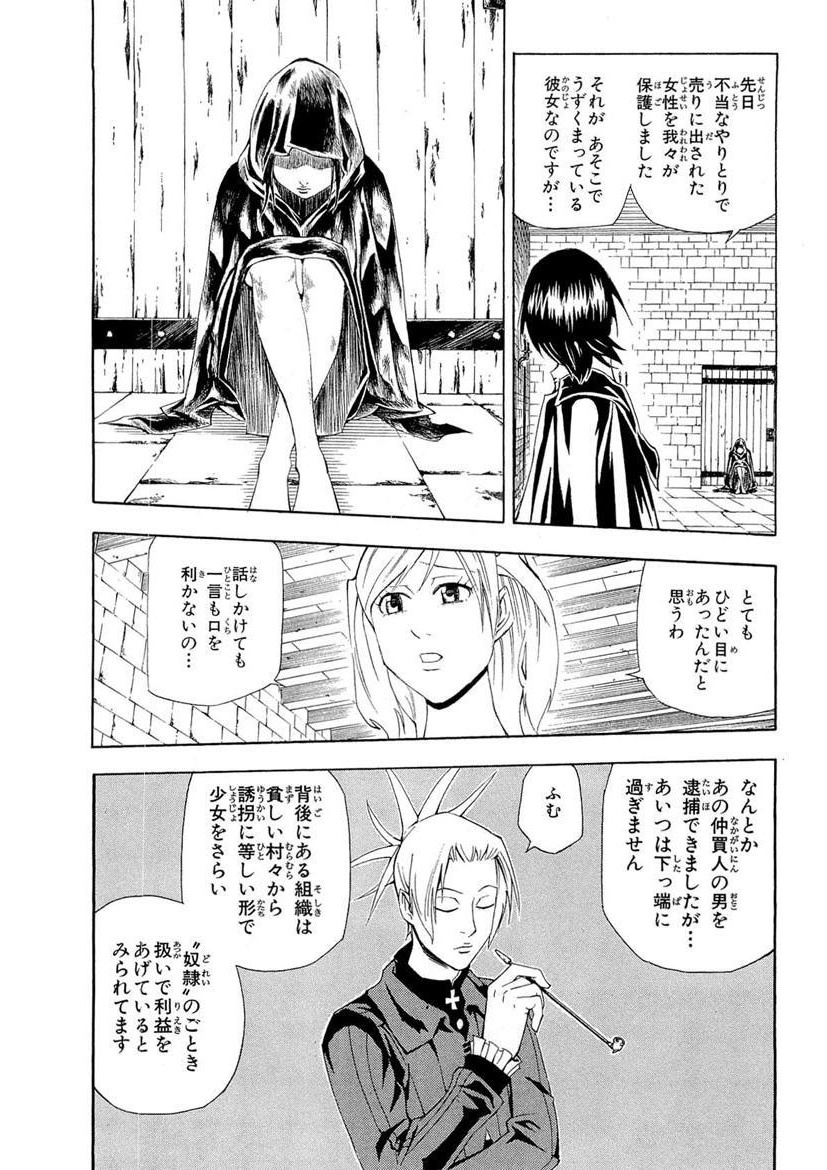 先日
不当なやりとりで
売りに出された
女性を我々が
保護しました
それが あそこで
うずくまっている
彼女なのですが…
とても
ひどい目に
あったんだと
思うわ
話しかけても
一言も口を
利かないの…
なんとか
あの仲買人の男を
逮捕できましたが…
あいつは下っ端に
過ぎません
ふむ
背後にある組織は
貧しい村々から
誘拐に等しい形で
少女をさらい
〝奴隷〟のごとき
扱いで利益を
あげていると
みられてます